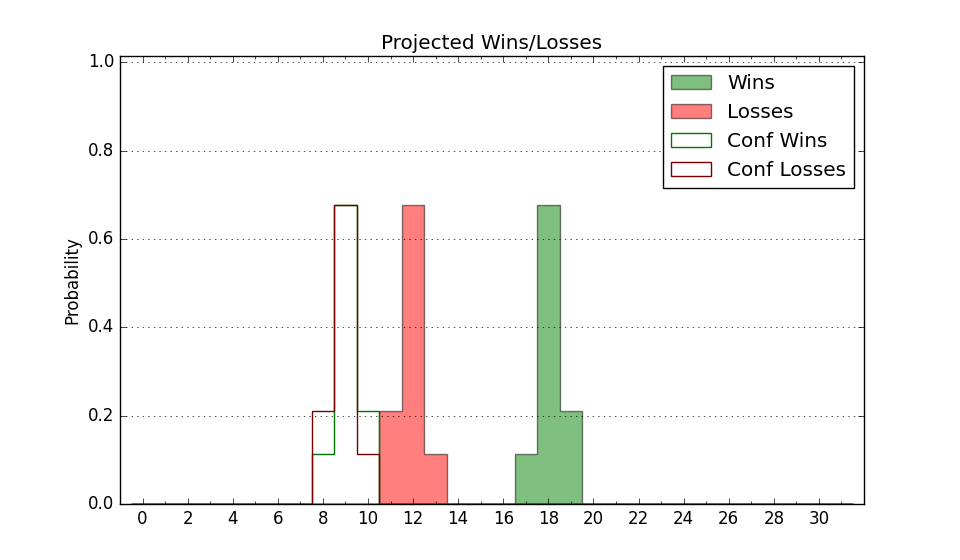 Projected Wins/Losses
1.0
0.8
0.6
0.4
0.2
0.0
Probability
Wins
Losses
Conf Wins
Conf Losses
0 2 4 6 8 10 12 14 16 18 20 22 24 26 28 30